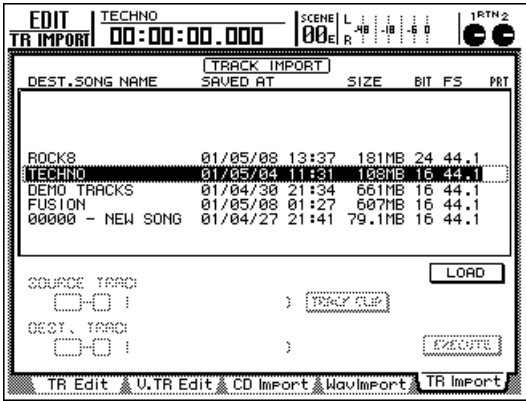 EDIT
TR IMPORT
TECHNO
00:00:00.000
SCENE
00E
L
R
-48 -18 -6 0
1RTN2
TRACK IMPORT
DEST.SONG NAME SAVED AT SIZE BIT FS PRT
ROCK8 01/05/08 13:37 181MB 24 44.1
TECHNO 01/05/04 11:31 108MB 16 44.1
DEMO TRACKS 01/04/30 21:34 661MB 16 44.1
FUSION 01/05/08 01:27 607MB 16 44.1
00000 - NEW SONG 01/04/27 21:41 79.1MB 16 44.1
LOAD
SOURCE TRACK
- ( ) TRACK CLR
DEST. TRACK
- ( )
EXECUTE
TR Edit V.TR Edit CD Import WavImport TR Import